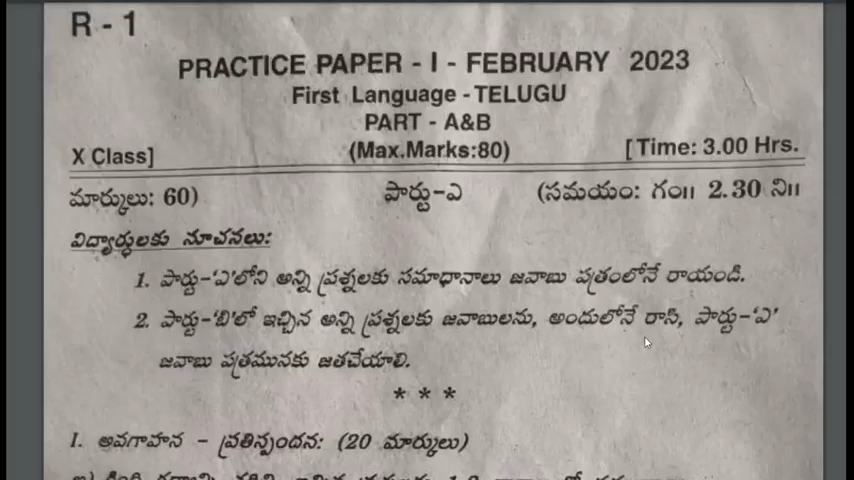 R - 1
PRACTICE PAPER - I - FEBRUARY 2023
First Language - TELUGU
PART - A&B
X Class] (Max.Marks:80) [Time: 3.00 Hrs.
మార్కులు: 60) పార్టు-ఎ (సమయం: గం॥ 2.30 ని॥
విద్యార్థులకు సూచనలు:
1. పార్టు-'ఎ'లోని అన్ని ప్రశ్నలకు సమాధానాలు జవాబు పత్రంలోనే రాయండి.
2. పార్టు-'బి'లో ఇచ్చిన అన్ని ప్రశ్నలకు జవాబులను, అందులోనే రాసి, పార్టు-'ఎ'
జవాబు పత్రమునకు జతచేయాలి.
* * *
I. అవగాహన - ప్రతిస్పందన: (20 మార్కులు)